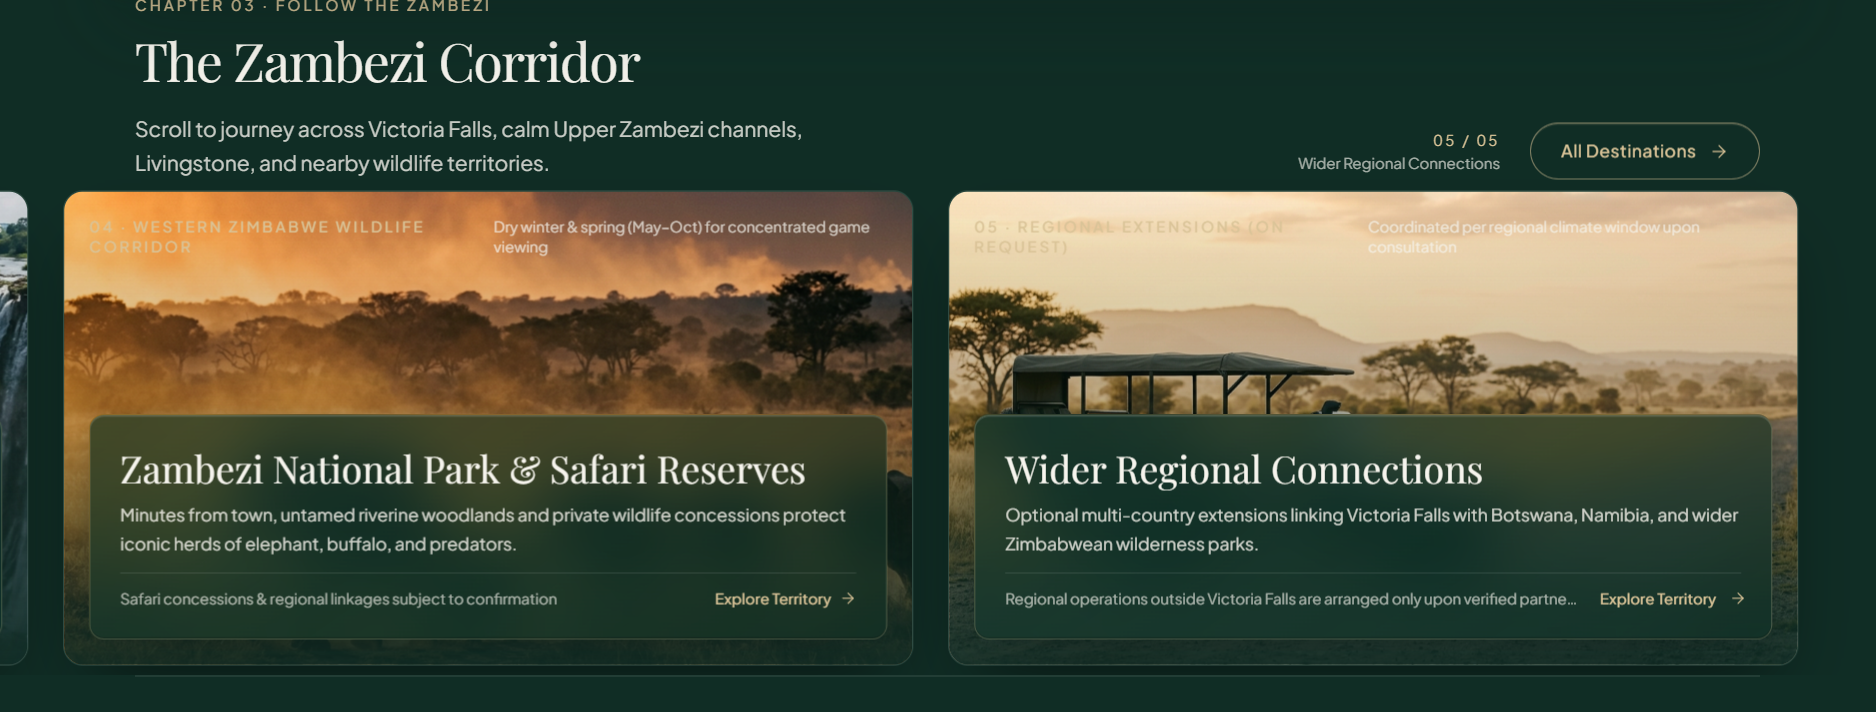 CHAPTER 03 · FOLLOW THE ZAMBEZI
The Zambezi Corridor
Scroll to journey across Victoria Falls, calm Upper Zambezi channels,
Livingstone, and nearby wildlife territories.
05 / 05
Wider Regional Connections
All Destinations →
04 · WESTERN ZIMBABWE WILDLIFE
CORRIDOR
Dry winter & spring (May–Oct) for concentrated game
viewing
Zambezi National Park & Safari Reserves
Minutes from town, untamed riverine woodlands and private wildlife concessions protect
iconic herds of elephant, buffalo, and predators.
Safari concessions & regional linkages subject to confirmation
Explore Territory →
05 · REGIONAL EXTENSIONS (ON
REQUEST)
Coordinated per regional climate window upon
consultation
Wider Regional Connections
Optional multi-country extensions linking Victoria Falls with Botswana, Namibia, and wider
Zimbabwean wilderness parks.
Regional operations outside Victoria Falls are arranged only upon verified partne...
Explore Territory →